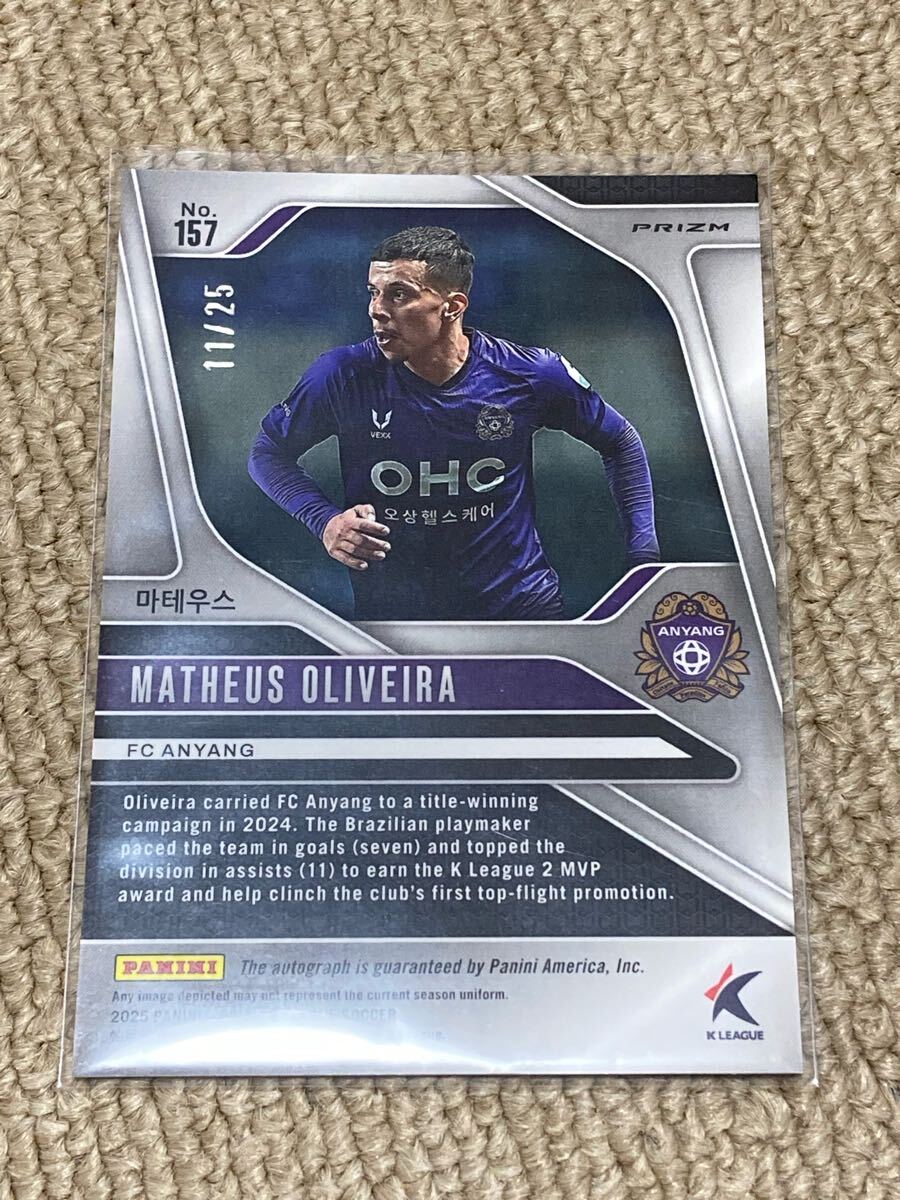 No.
157
PRIZM
11/25
VEXX
ANYANG
OHC
오상헬스케어
마테우스
ANYANG
MATHEUS OLIVEIRA
FC ANYANG
Oliveira carried FC Anyang to a title-winning
campaign in 2024. The Brazilian playmaker
paced the team in goals (seven) and topped the
division in assists (11) to earn the K League 2 MVP
award and help clinch the club's first top-flight promotion.
PANINI
The autograph is guaranteed by Panini America, Inc.
Any image depicted may not represent the current season uniform.
2025 PANINI SOCCER
K LEAGUE